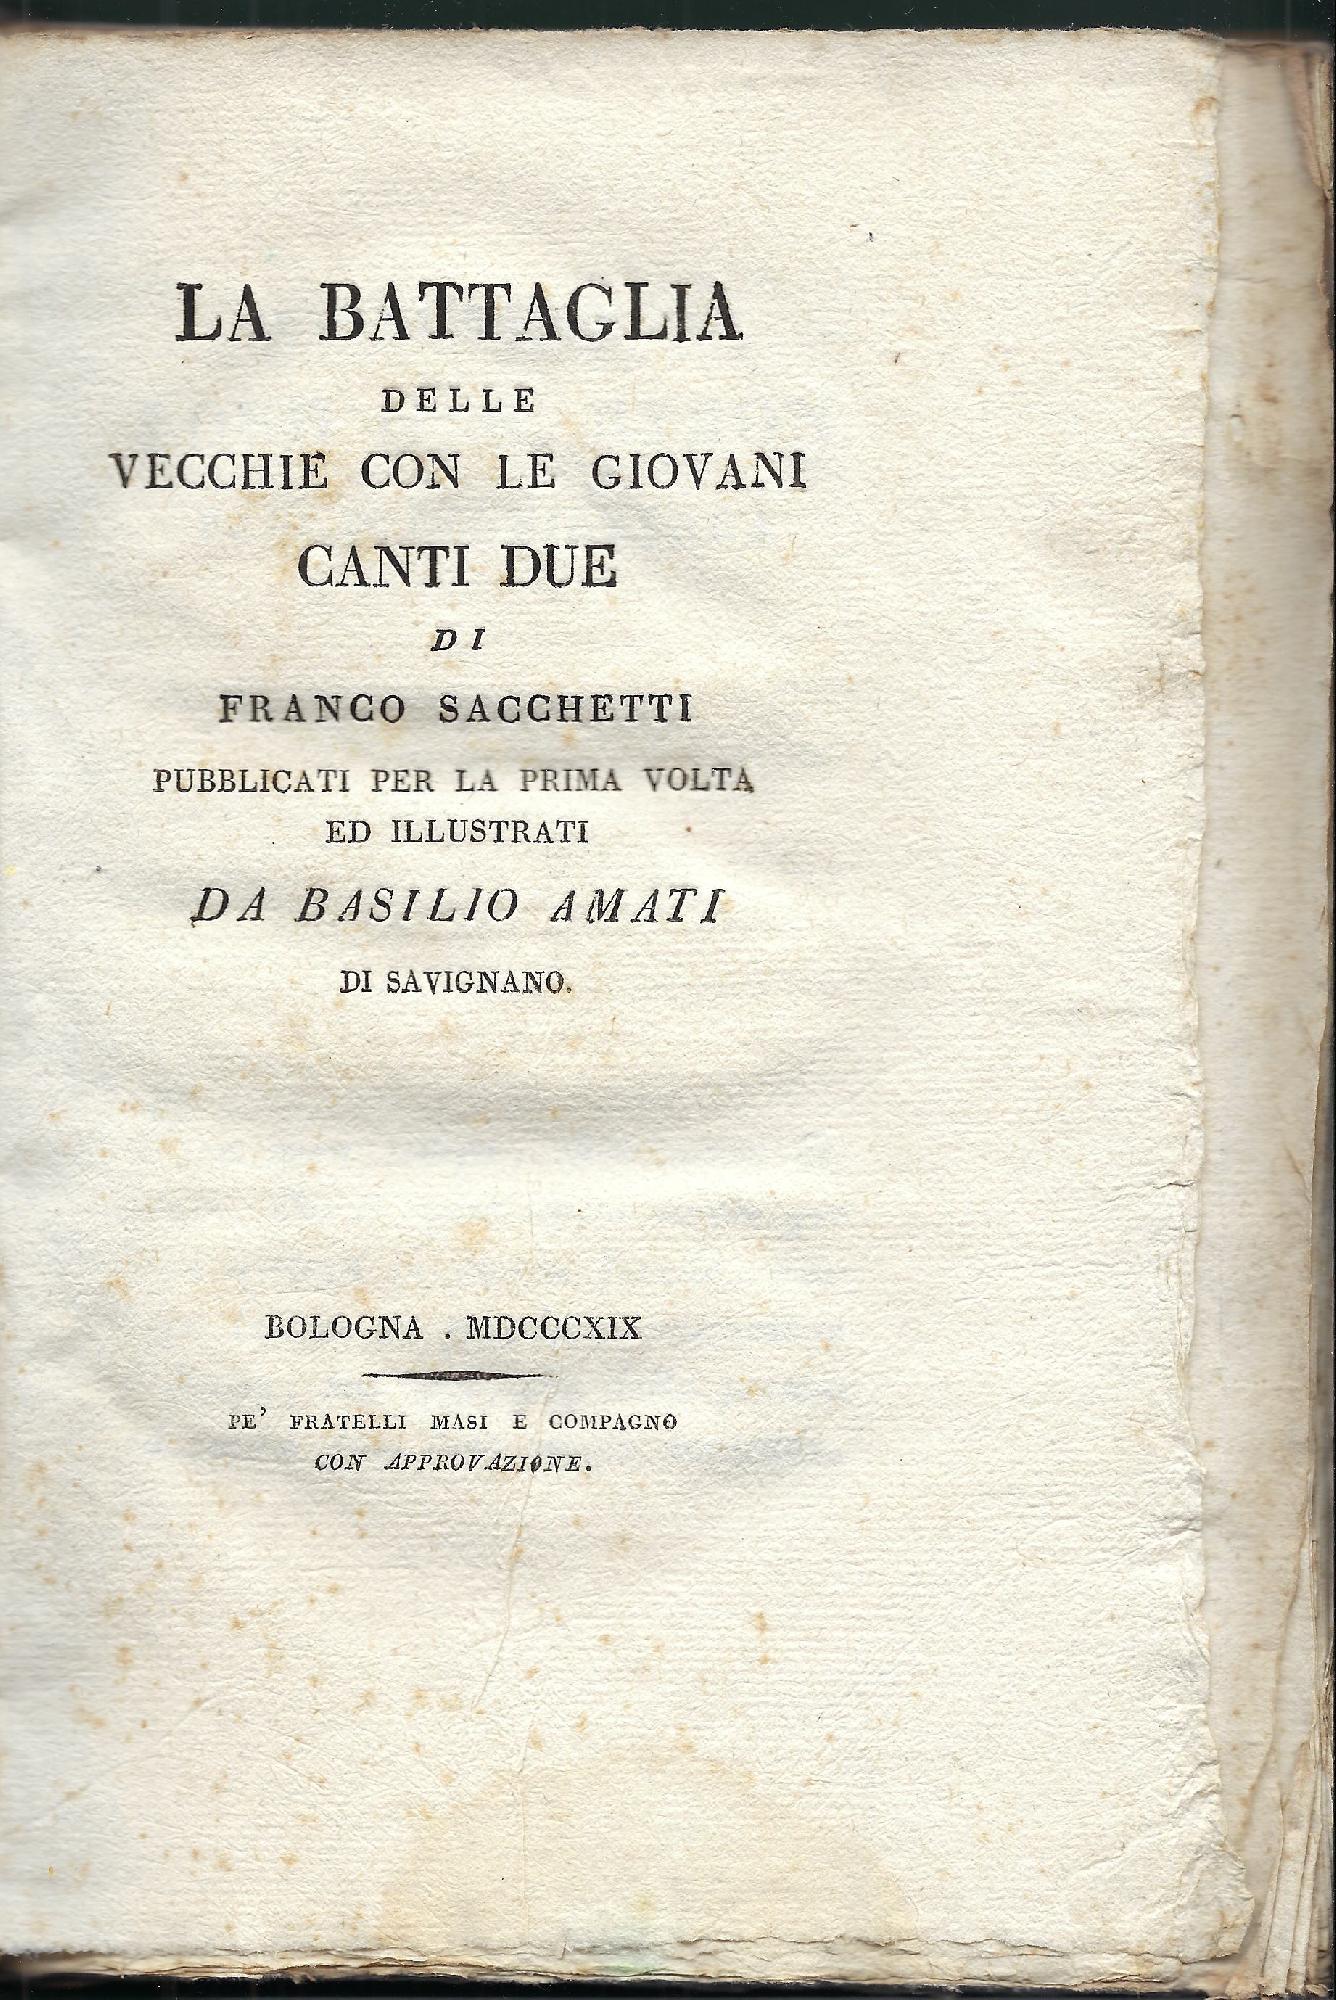 LA BATTAGLIA
DELLE
VECCHIE CON LE GIOVANI
CANTI DUE
DI
FRANCO SACCHETTI
PUBBLICATI PER LA PRIMA VOLTA
ED ILLUSTRATI
DA BASILIO AMATI
DI SAVIGNANO.
BOLOGNA . MDCCCXIX
PE' FRATELLI MASI E COMPAGNO
CON APPROVAZIONE.